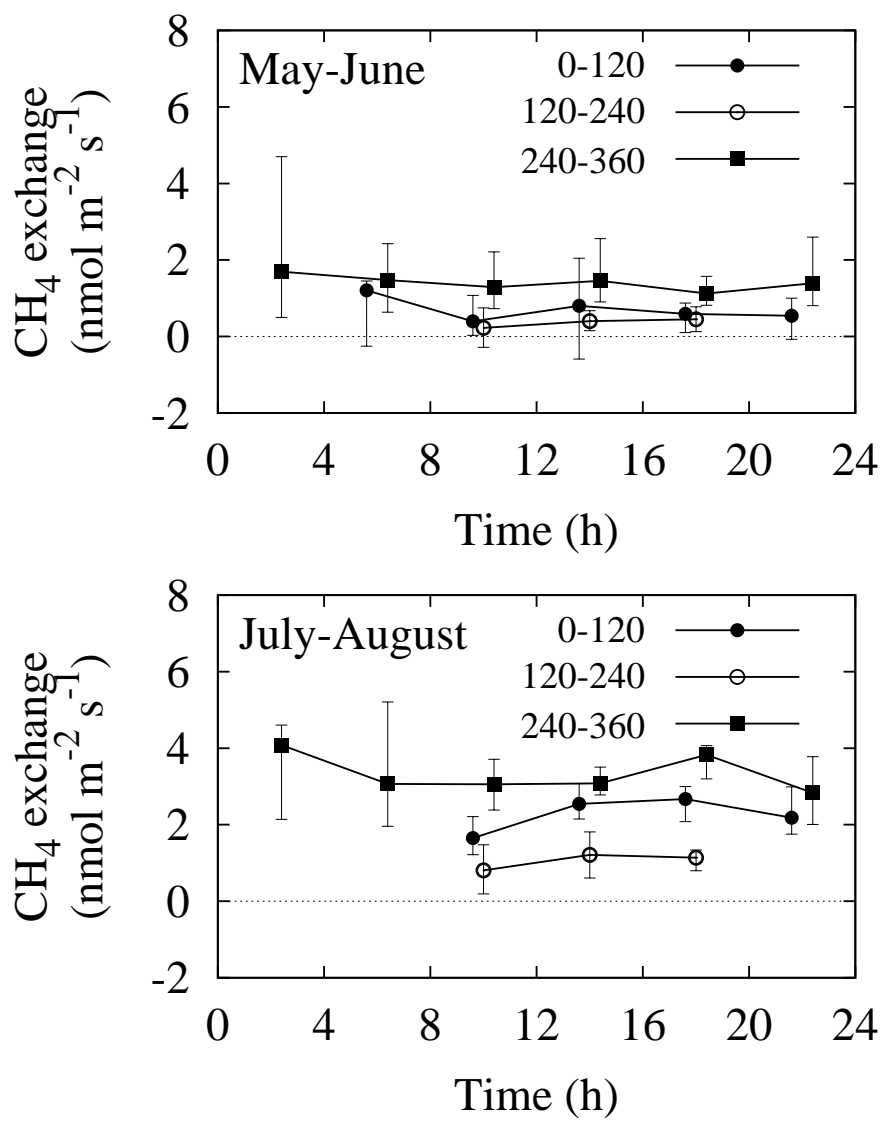 May-June
0-120
120-240
240-360
CH4 exchange
(nmol m-2 s-1)
8
6
4
2
0
-2
0 4 8 12 16 20 24
Time (h)
July-August
0-120
120-240
240-360
CH4 exchange
(nmol m-2 s-1)
8
6
4
2
0
-2
0 4 8 12 16 20 24
Time (h)